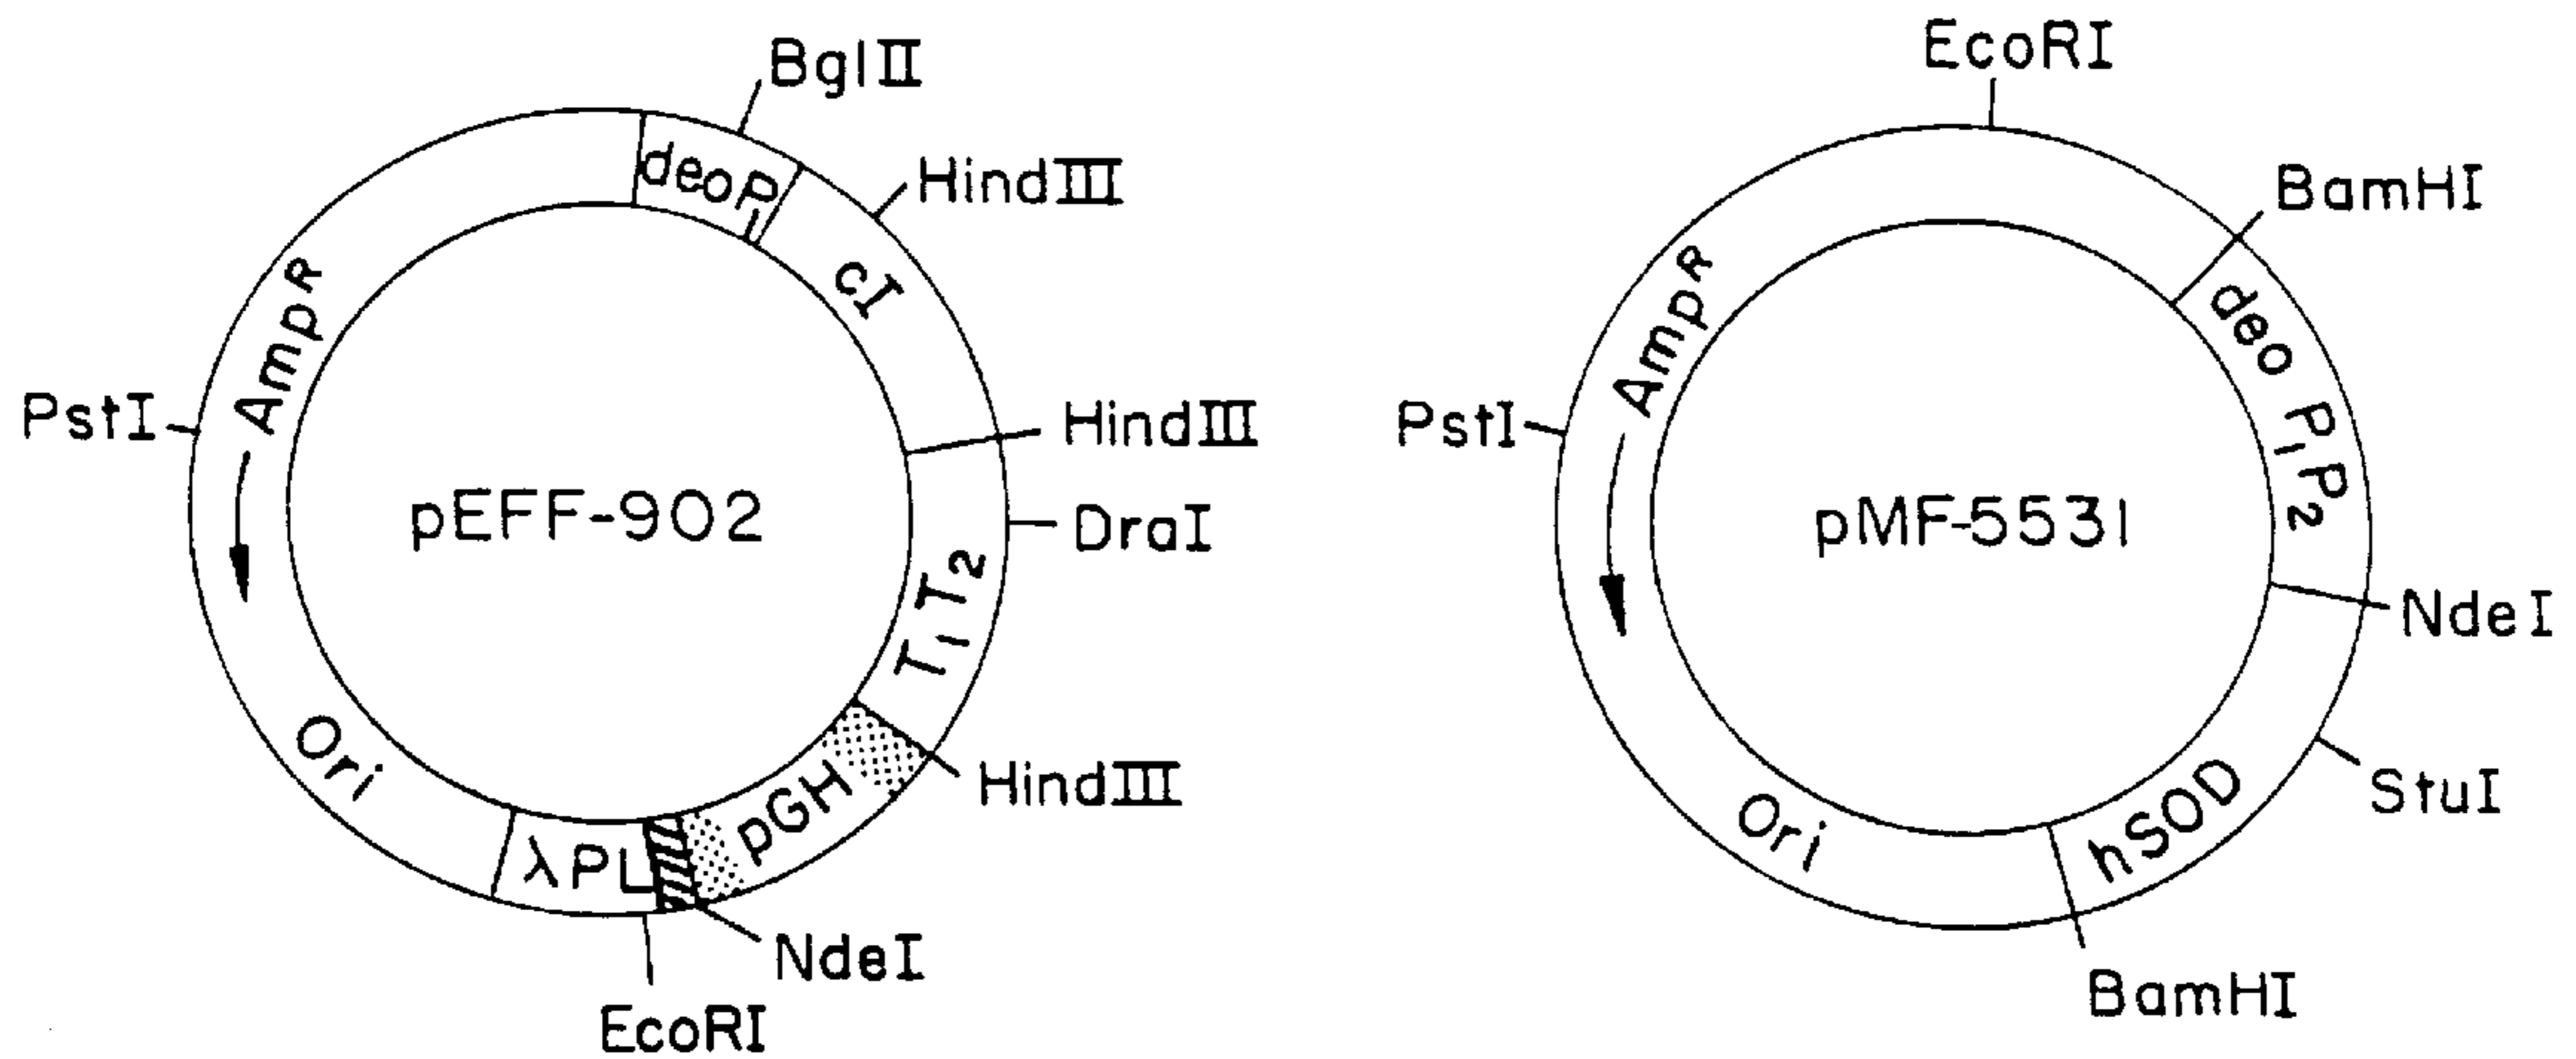 BglII
deoP1
HindIII
cI
AmpR
PstI
HindIII
pEFF-902
DraI
T1T2
Ori
pGH
HindIII
λPL
NdeI
EcoRI
EcoRI
BamHI
AmpR
deo P1P2
PstI
pMF-5531
NdeI
StuI
hSOD
Ori
BamHI